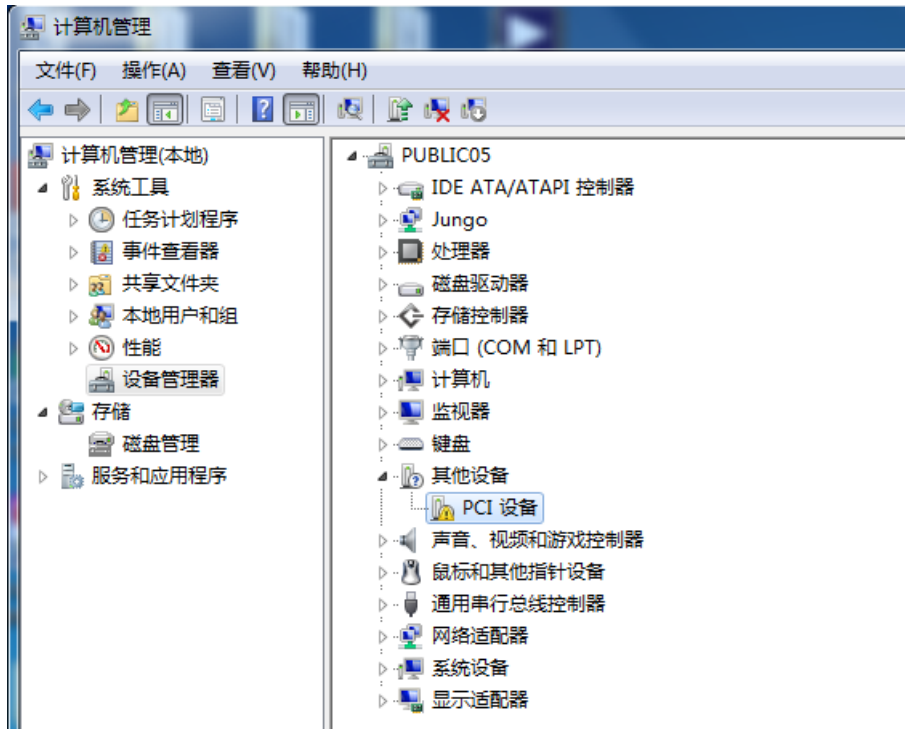 计算机管理
文件(F) 操作(A) 查看(V) 帮助(H)
计算机管理(本地)
系统工具
任务计划程序
事件查看器
共享文件夹
本地用户和组
性能
设备管理器
存储
磁盘管理
服务和应用程序
PUBLIC05
IDE ATA/ATAPI 控制器
Jungo
处理器
磁盘驱动器
存储控制器
端口 (COM 和 LPT)
计算机
监视器
键盘
其他设备
PCI 设备
声音、视频和游戏控制器
鼠标和其他指针设备
通用串行总线控制器
网络适配器
系统设备
显示适配器